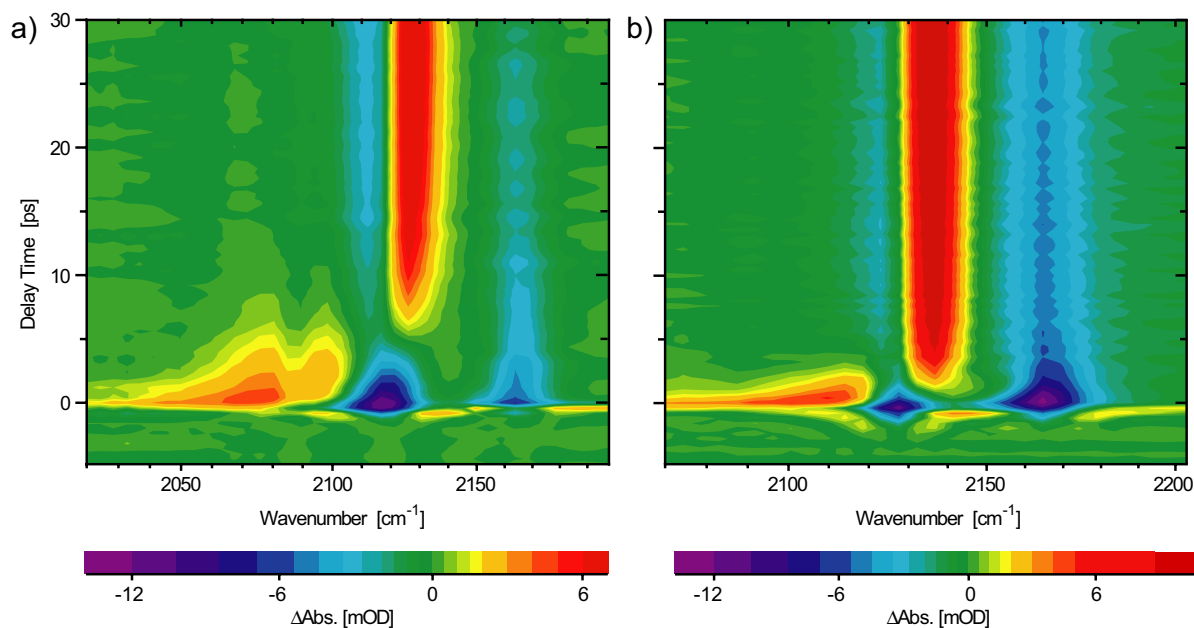 a)
b)
30
20
10
0
Delay Time [ps]
2050
2100
2150
2100
2150
2200
Wavenumber [cm⁻¹]
Wavenumber [cm⁻¹]
-12
-6
0
6
-12
-6
0
6
ΔAbs. [mOD]
ΔAbs. [mOD]